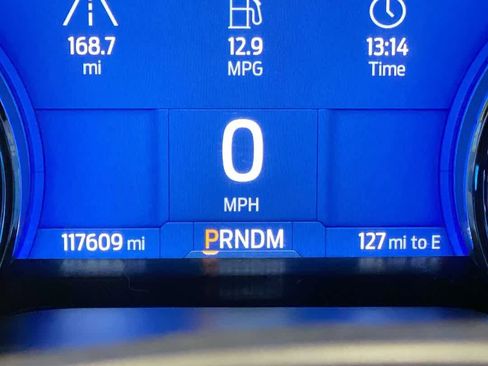 168.7 12.9 13:14
mi MPG Time
0
MPH
117609 mi PRNDM 127 mi to E